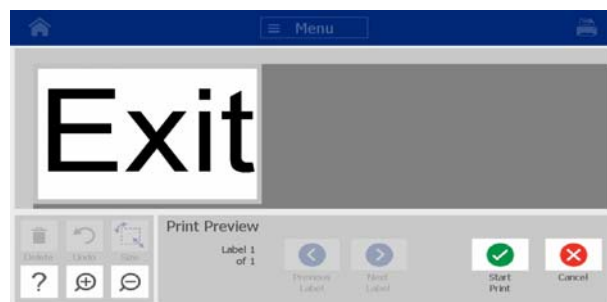 Menu
Exit
Delete Undo Size
?
Print Preview
Label 1
of 1
Previous
Label
Next
Label
Start
Print
Cancel